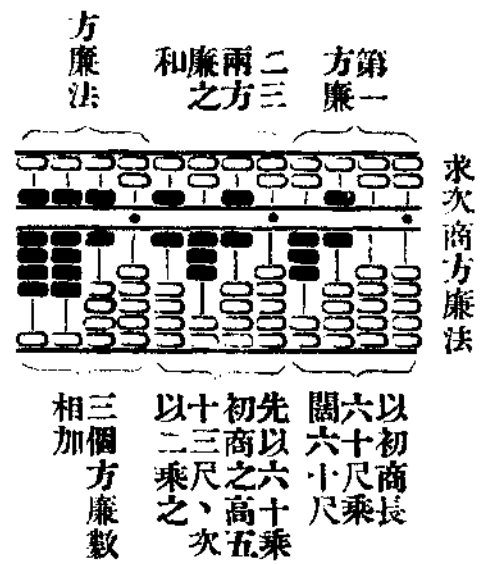 求次商方廉法
第一
方廉
二三
兩方
廉之
和
方
廉
法
以初商長
六十尺乘
闊六十尺
先以六十乘
初商之高五
十三尺、次
以二乘之
三個方廉數
相加